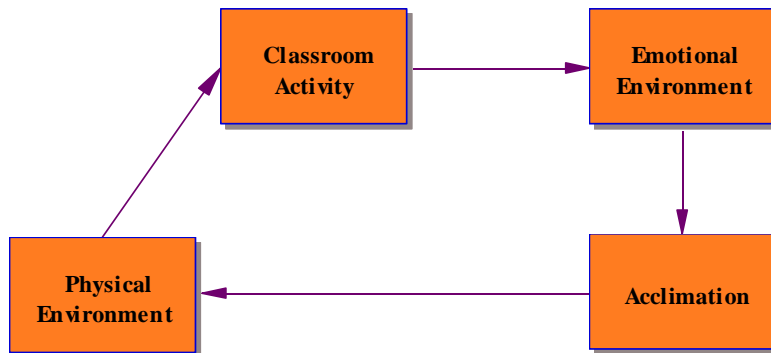 Classroom
Activity
Emotional
Environment
Physical
Environment
Acclimation